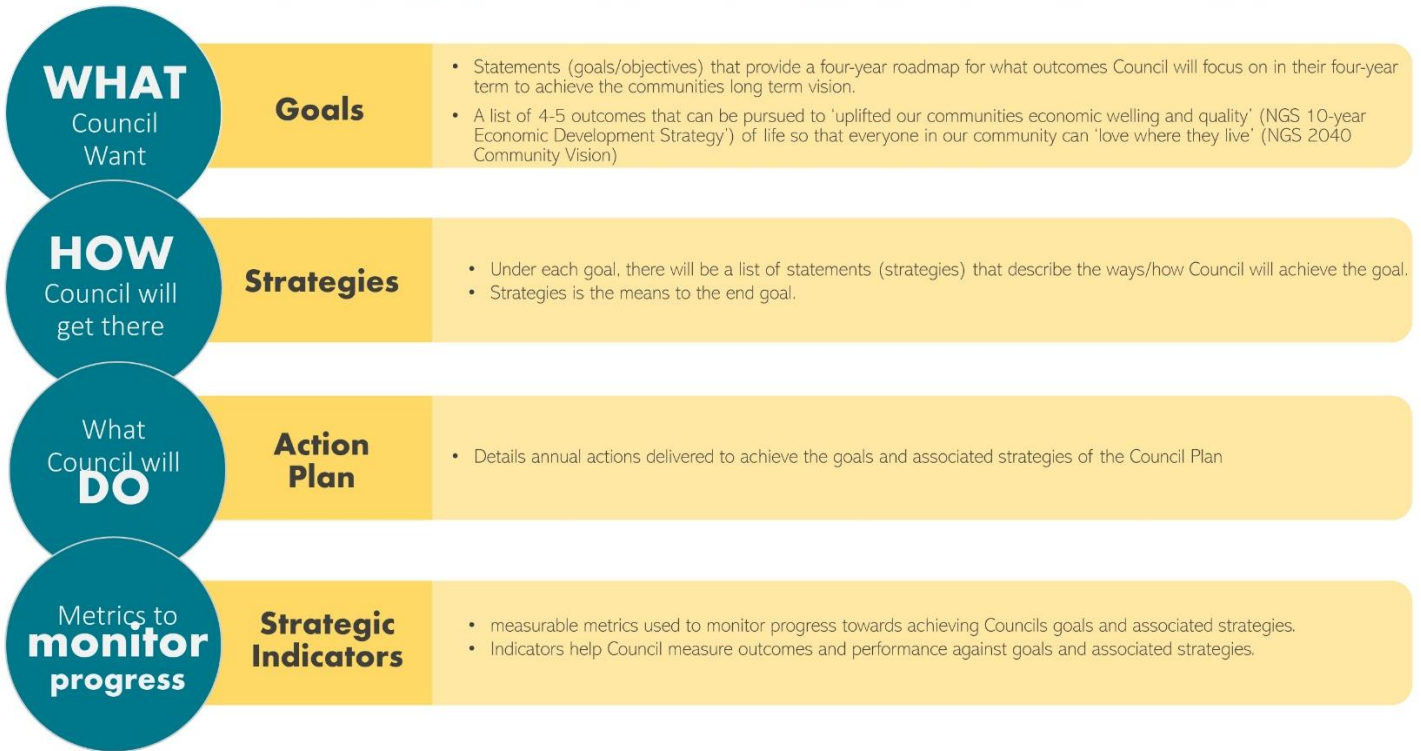 WHAT
Council
Want
Goals
• Statements (goals/objectives) that provide a four-year roadmap for what outcomes Council will focus on in their four-year
term to achieve the communities long term vision.
• A list of 4-5 outcomes that can be pursued to ‘uplifted our communities economic welling and quality’ (NGS 10-year
Economic Development Strategy’) of life so that everyone in our community can ‘love where they live’ (NGS 2040
Community Vision)
HOW
Council will
get there
Strategies
• Under each goal, there will be a list of statements (strategies) that describe the ways/how Council will achieve the goal.
• Strategies is the means to the end goal.
What
Council will
DO
Action
Plan
• Details annual actions delivered to achieve the goals and associated strategies of the Council Plan
Metrics to
monitor
progress
Strategic
Indicators
• measurable metrics used to monitor progress towards achieving Councils goals and associated strategies.
• Indicators help Council measure outcomes and performance against goals and associated strategies.